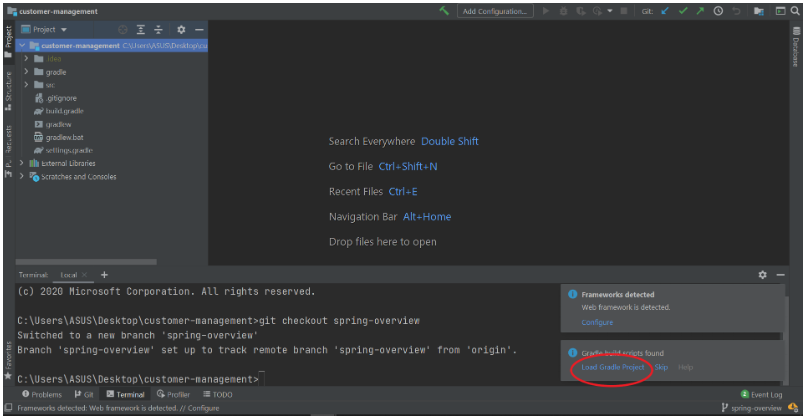 customer-management
Add Configuration...
Git:
Project
Project
customer-management C:\Users\ASUS\Desktop\cu
.idea
gradle
src
.gitignore
build.gradle
gradlew
gradlew.bat
settings.gradle
External Libraries
Scratches and Consoles
Structure
Pull Requests
Favorites
Database
Search Everywhere Double Shift
Go to File Ctrl+Shift+N
Recent Files Ctrl+E
Navigation Bar Alt+Home
Drop files here to open
Terminal: Local
(c) 2020 Microsoft Corporation. All rights reserved.
C:\Users\ASUS\Desktop\customer-management>git checkout spring-overview
Switched to a new branch 'spring-overview'
Branch 'spring-overview' set up to track remote branch 'spring-overview' from 'origin'.
C:\Users\ASUS\Desktop\customer-management>
Frameworks detected
Web framework is detected.
Configure
Gradle build scripts found
Load Gradle Project Skip Help
Problems Git Terminal Profiler TODO
Event Log
Frameworks detected: Web framework is detected. // Configure
spring-overview